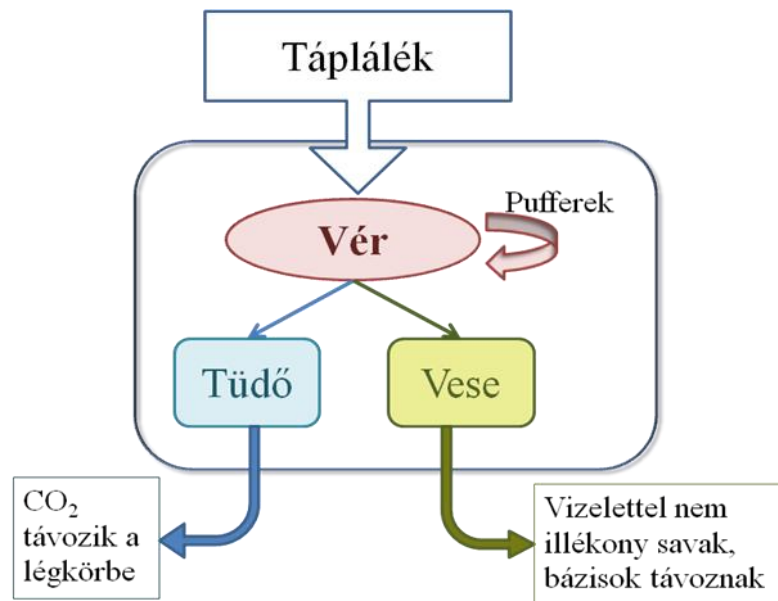 Táplálék
Pufferek
Vér
Tüdő
Vese
CO₂
távozik a
légkörbe
Vizelettel nem
illékony savak,
bázisok távoznak